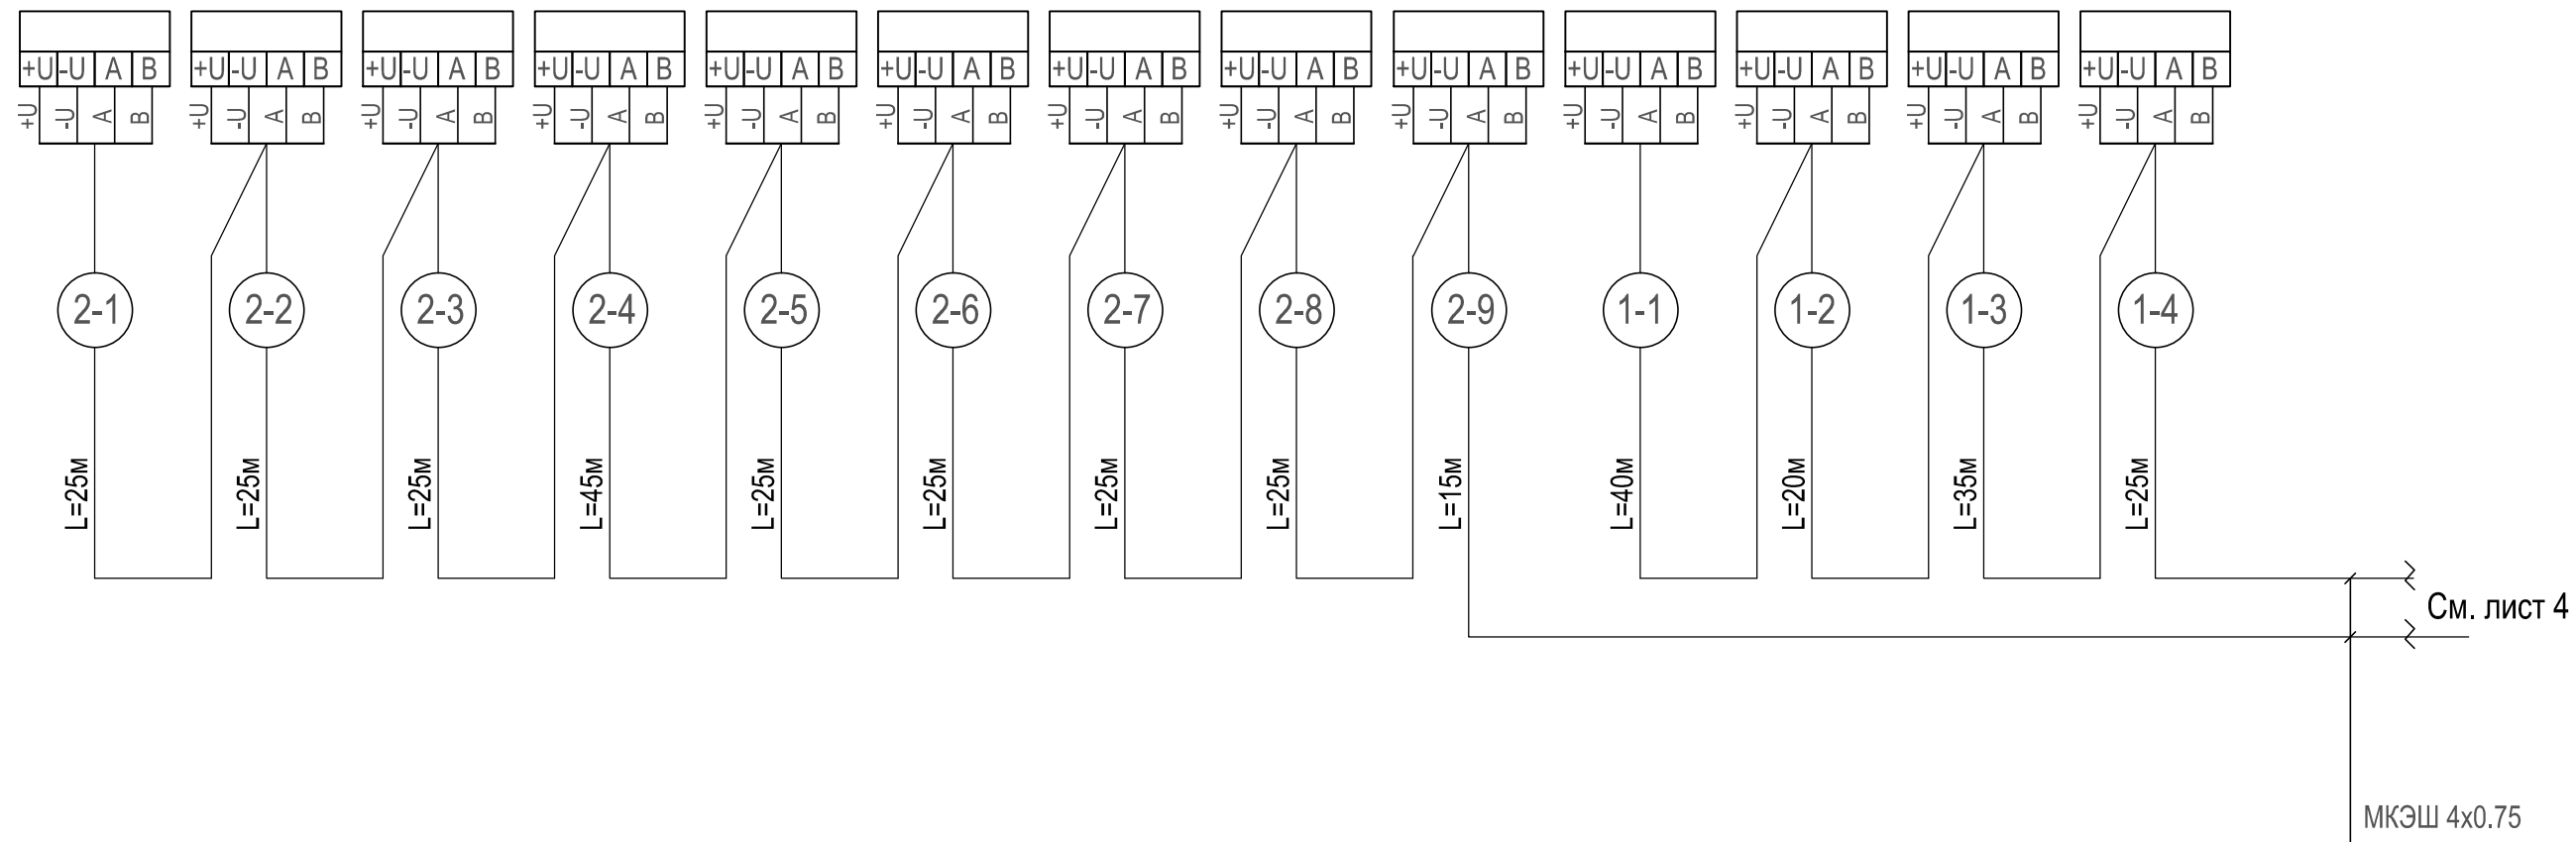 +U -U A B +U -U A B +U -U A B +U -U A B +U -U A B +U -U A B +U -U A B +U -U A B +U -U A B +U -U A B +U -U A B +U -U A B +U -U A B
+U -U A B +U -U A B +U -U A B +U -U A B +U -U A B +U -U A B +U -U A B +U -U A B +U -U A B +U -U A B +U -U A B +U -U A B +U -U A B
2-1 2-2 2-3 2-4 2-5 2-6 2-7 2-8 2-9 1-1 1-2 1-3 1-4
L=25м L=25м L=25м L=45м L=25м L=25м L=25м L=25м L=15м L=40м L=20м L=35м L=25м
См. лист 4
МКЭШ 4x0.75